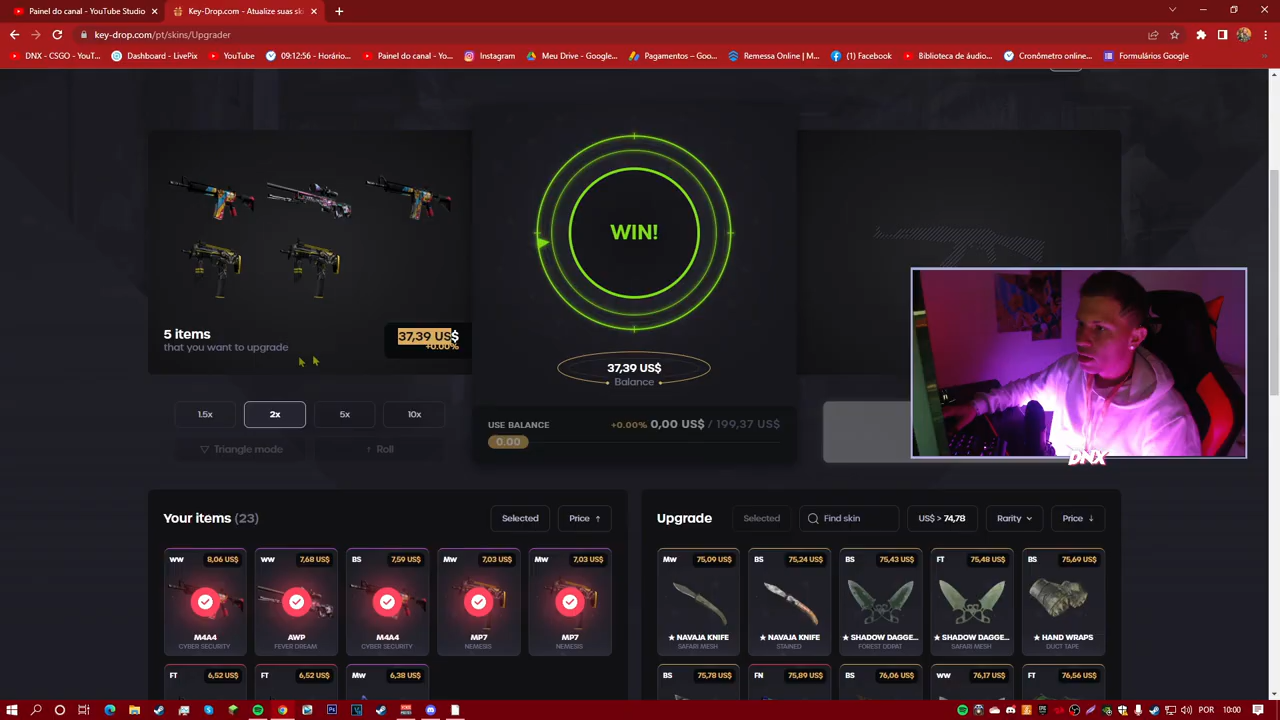 Painel do canal - YouTube Studio
Key-Drop.com - Atualize suas ski
key-drop.com/pt/skins/Upgrader
DNX - CSGO - YouT...
Dashboard - LivePix
YouTube
09:12:56 - Horário...
Painel do canal - Yo...
Instagram
Meu Drive - Google...
Pagamentos – Goo...
Remessa Online | M...
(2) Facebook
Biblioteca de áudio...
Cronômetro online...
Formulários Google
WIN!
5 items
that you want to upgrade
37,39 US$
+0.00%
37,39 US$
Balance
1.5x
2x
5x
10x
USE BALANCE
+0.00% 0,00 US$ / 199,37 US$
0.00
Triangle mode
Roll
DNX
Your items (23)
Selected
Price
Upgrade
Selected
Find skin
US$ > 74,78
Rarity
Price
WW 8,06 US$
WW 7,68 US$
BS 7,59 US$
MW 7,03 US$
MW 7,03 US$
MW 75,09 US$
BS 75,24 US$
BS 75,43 US$
FT 75,48 US$
BS 75,69 US$
M4A4
AWP
M4A4
MP7
MP7
★ NAVAJA KNIFE
★ NAVAJA KNIFE
★ SHADOW DAGGE...
★ SHADOW DAGGE...
★ HAND WRAPS
CYBER SECURITY
FEVER DREAM
CYBER SECURITY
NEMESIS
NEMESIS
SAFARI MESH
STAINED
FOREST DDPAT
SAFARI MESH
DUCT TAPE
FT 6,52 US$
FT 6,52 US$
MW 6,38 US$
BS 75,78 US$
FN 75,89 US$
BS 76,06 US$
WW 76,17 US$
FT 76,56 US$
POR
10:00